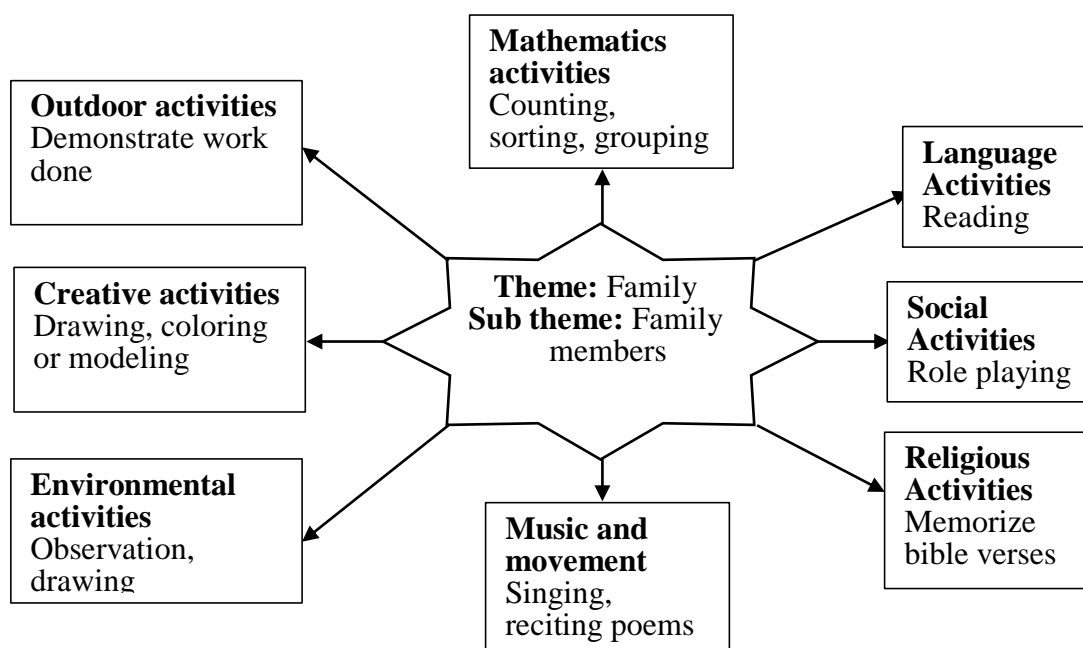 Mathematics
activities
Counting,
sorting, grouping
Outdoor activities
Demonstrate work
done
Language
Activities
Reading
Theme: Family
Sub theme: Family
members
Creative activities
Drawing, coloring
or modeling
Social
Activities
Role playing
Environmental
activities
Observation,
drawing
Music and
movement
Singing,
reciting poems
Religious
Activities
Memorize
bible verses